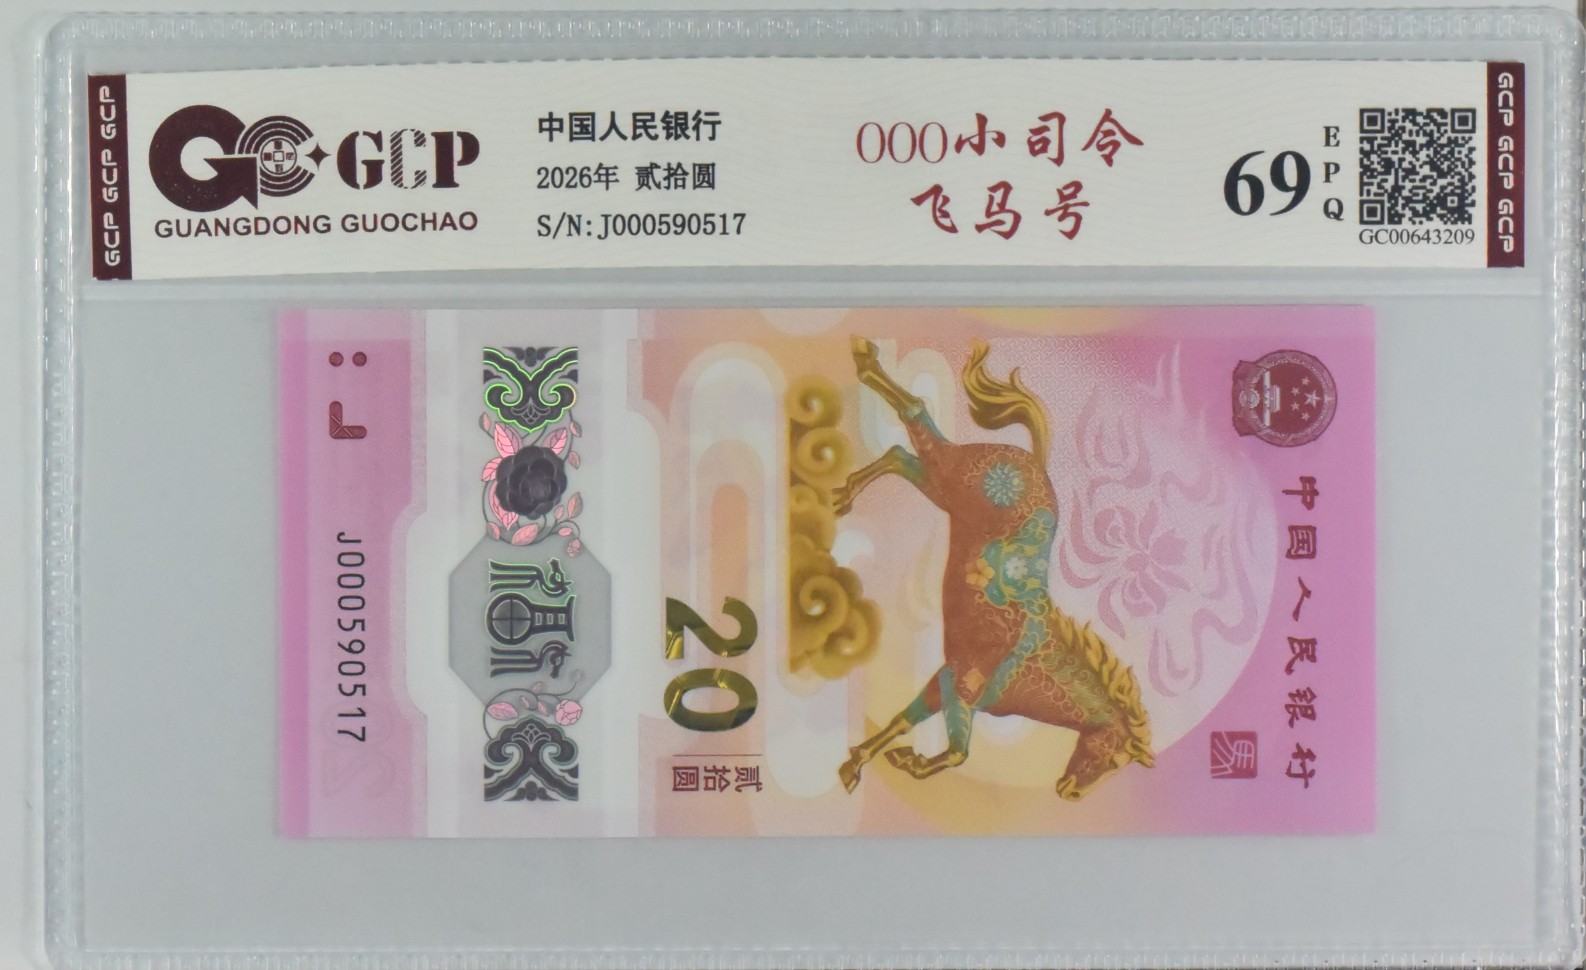 GCP GCP GCP
GCP
GUANGDONG GUOCHAO
中国人民银行
2026年 贰拾圆
S/N: J000590517
000小司令
飞马号
69
EPQ
GC00643209
GCP GCP GCP
中国人民银行
馬
20
贰拾圆
J000590517